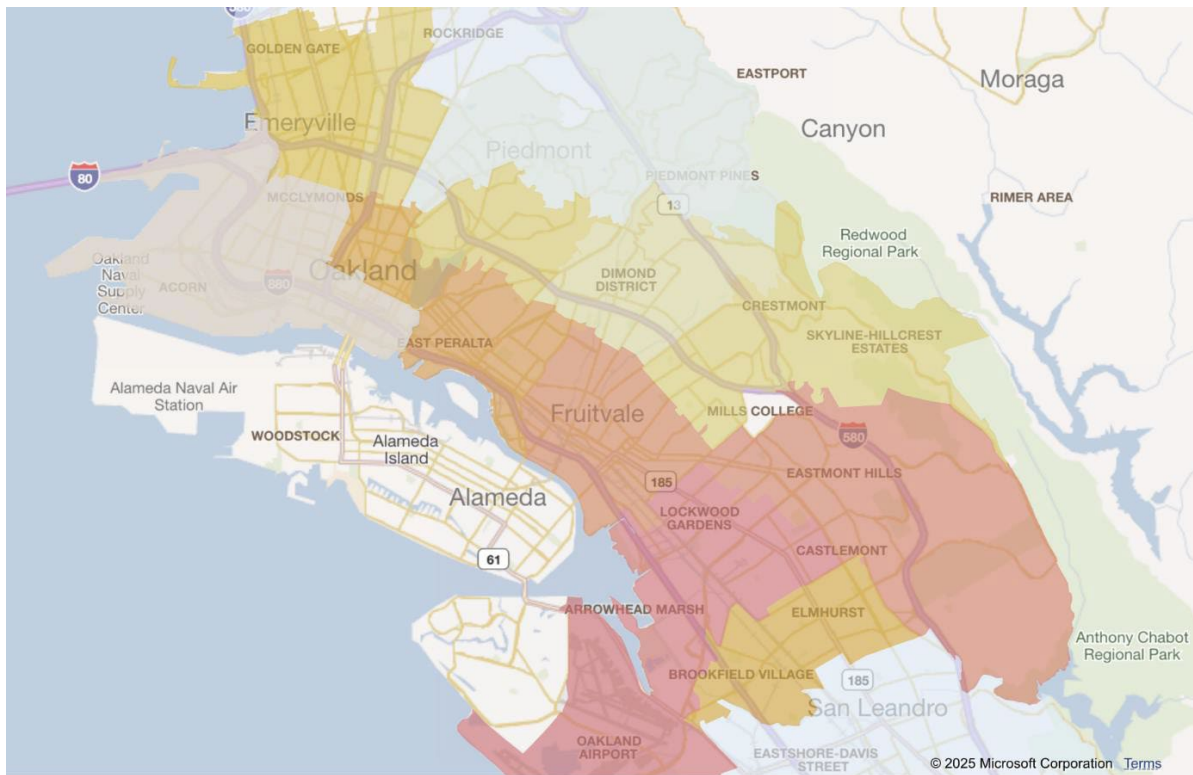 ROCKRIDGE
GOLDEN GATE
EASTPORT
Moraga
Emeryville
Canyon
Piedmont
80
PIEDMONT PINES
MCCLYMONDS
RIMER AREA
13
Redwood
Regional Park
Oakland
Naval
Supply
Center
Oakland
DIMOND
DISTRICT
ACORN
880
CRESTMONT
SKYLINE-HILLCREST
ESTATES
EAST PERALTA
Alameda Naval Air
Station
Fruitvale
MILLS COLLEGE
WOODSTOCK
Alameda
Island
580
EASTMONT HILLS
185
Alameda
LOCKWOOD
GARDENS
CASTLEMONT
61
ARROWHEAD MARSH
ELMHURST
Anthony Chabot
Regional Park
BROOKFIELD VILLAGE
185
San Leandro
OAKLAND
AIRPORT
EASTSHORE-DAVIS
STREET
© 2025 Microsoft Corporation Terms